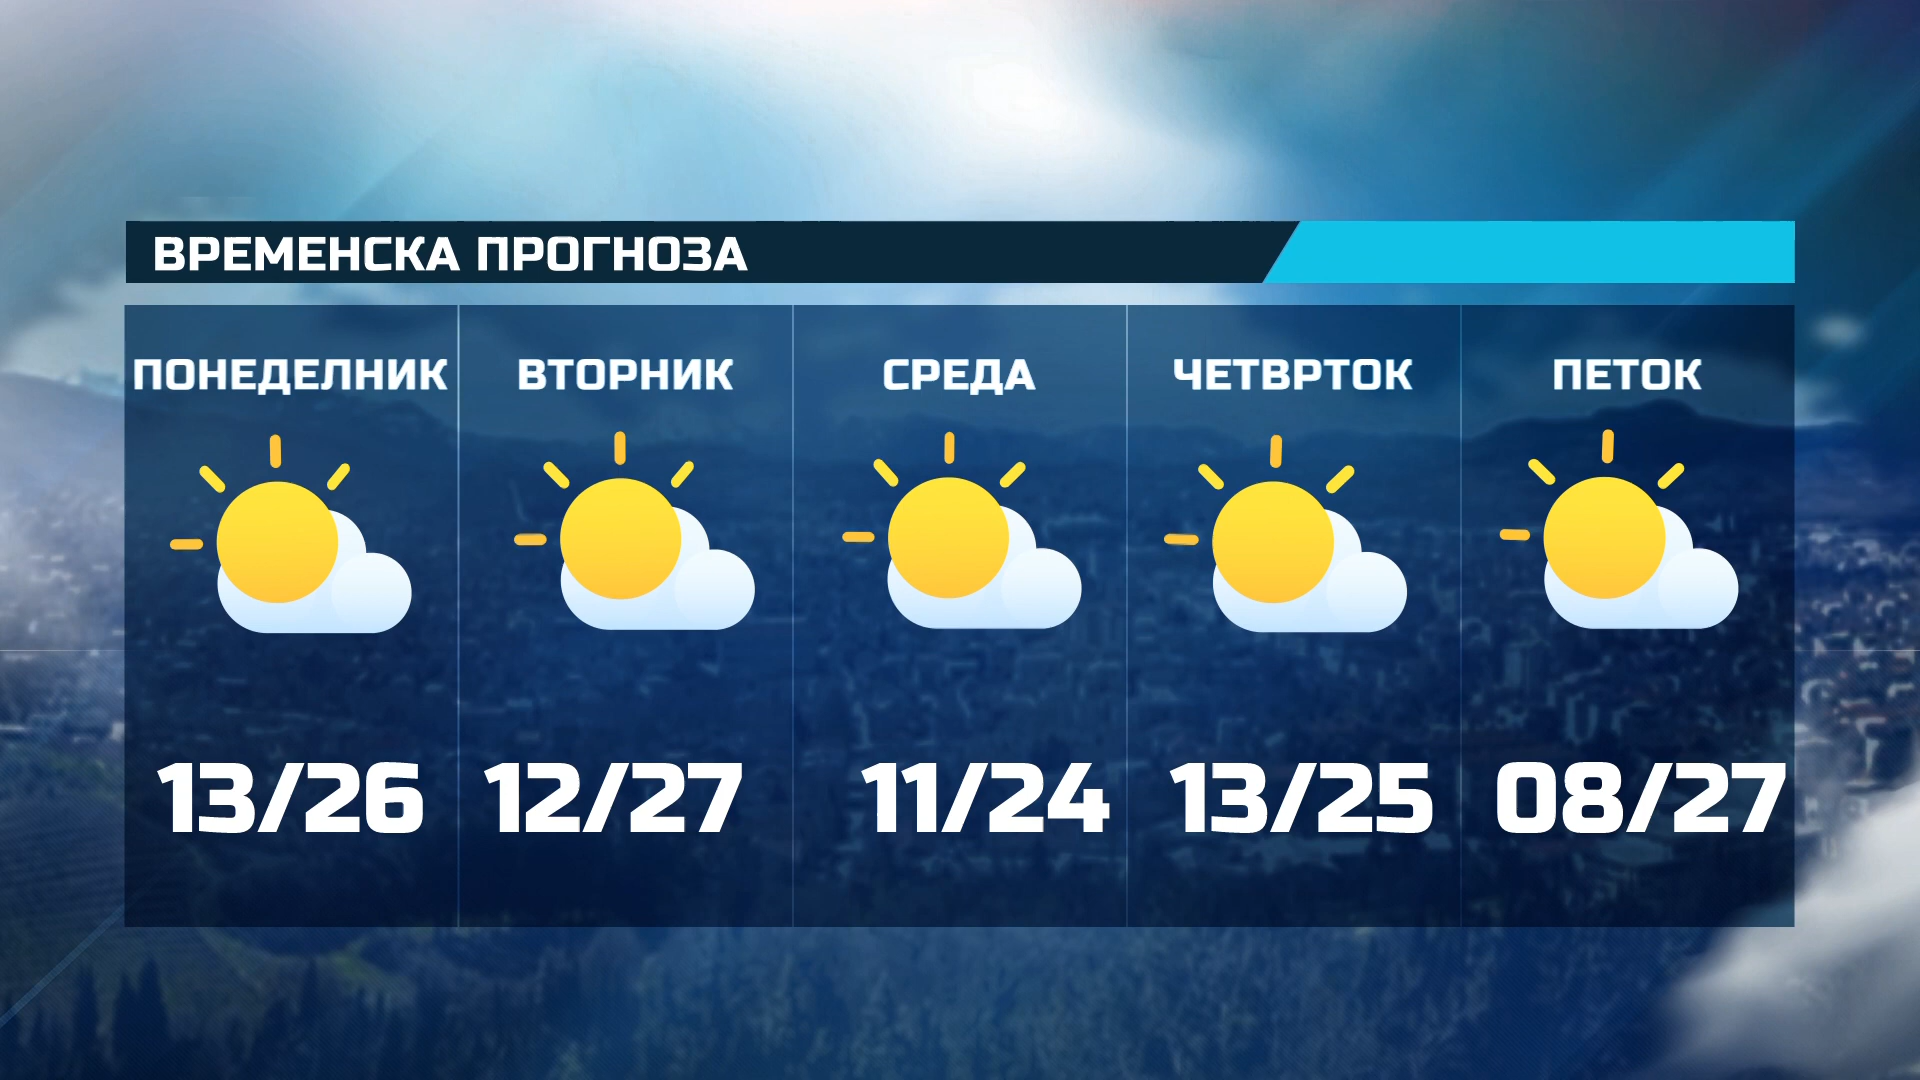 ВРЕМЕНСКА ПРОГНОЗА
ПОНЕДЕЛНИК ВТОРНИК СРЕДА ЧЕТВРТОК ПЕТОК
13/26 12/27 11/24 13/25 08/27